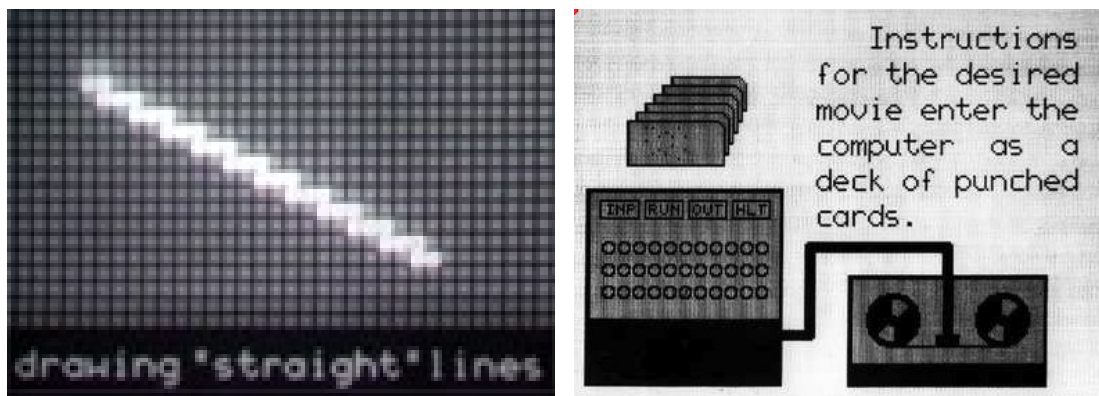 drawing "straight" lines
Instructions
for the desired
movie enter the
computer as a
deck of punched
cards.
INP RUN OUT HLT